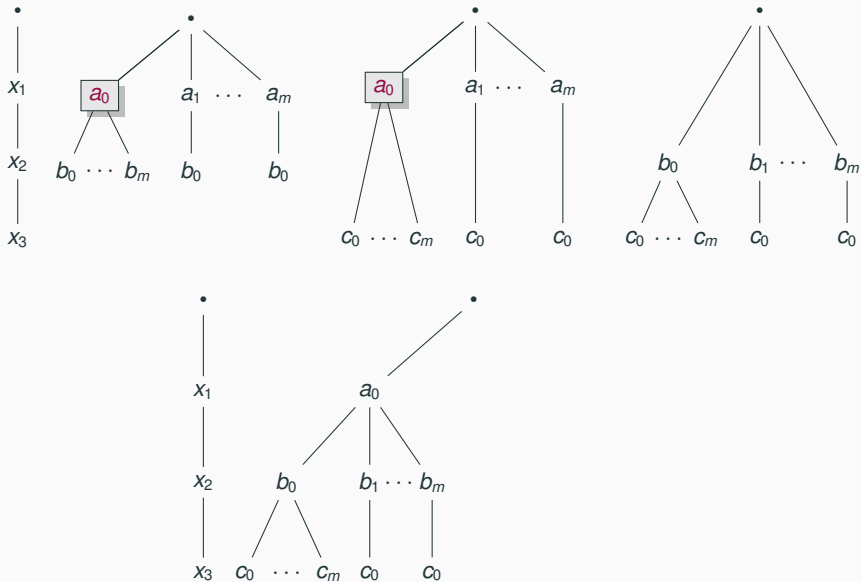 • • • •
x₁ a₀ a₁ ··· aₘ a₀ a₁ ··· aₘ
x₂ b₀ ··· bₘ b₀ b₀ b₀ b₁ ··· bₘ
x₃ c₀ ··· cₘ c₀ c₀ c₀ ··· cₘ c₀ c₀
• •
x₁ a₀
x₂ b₀ b₁ ··· bₘ
x₃ c₀ ··· cₘ c₀ c₀